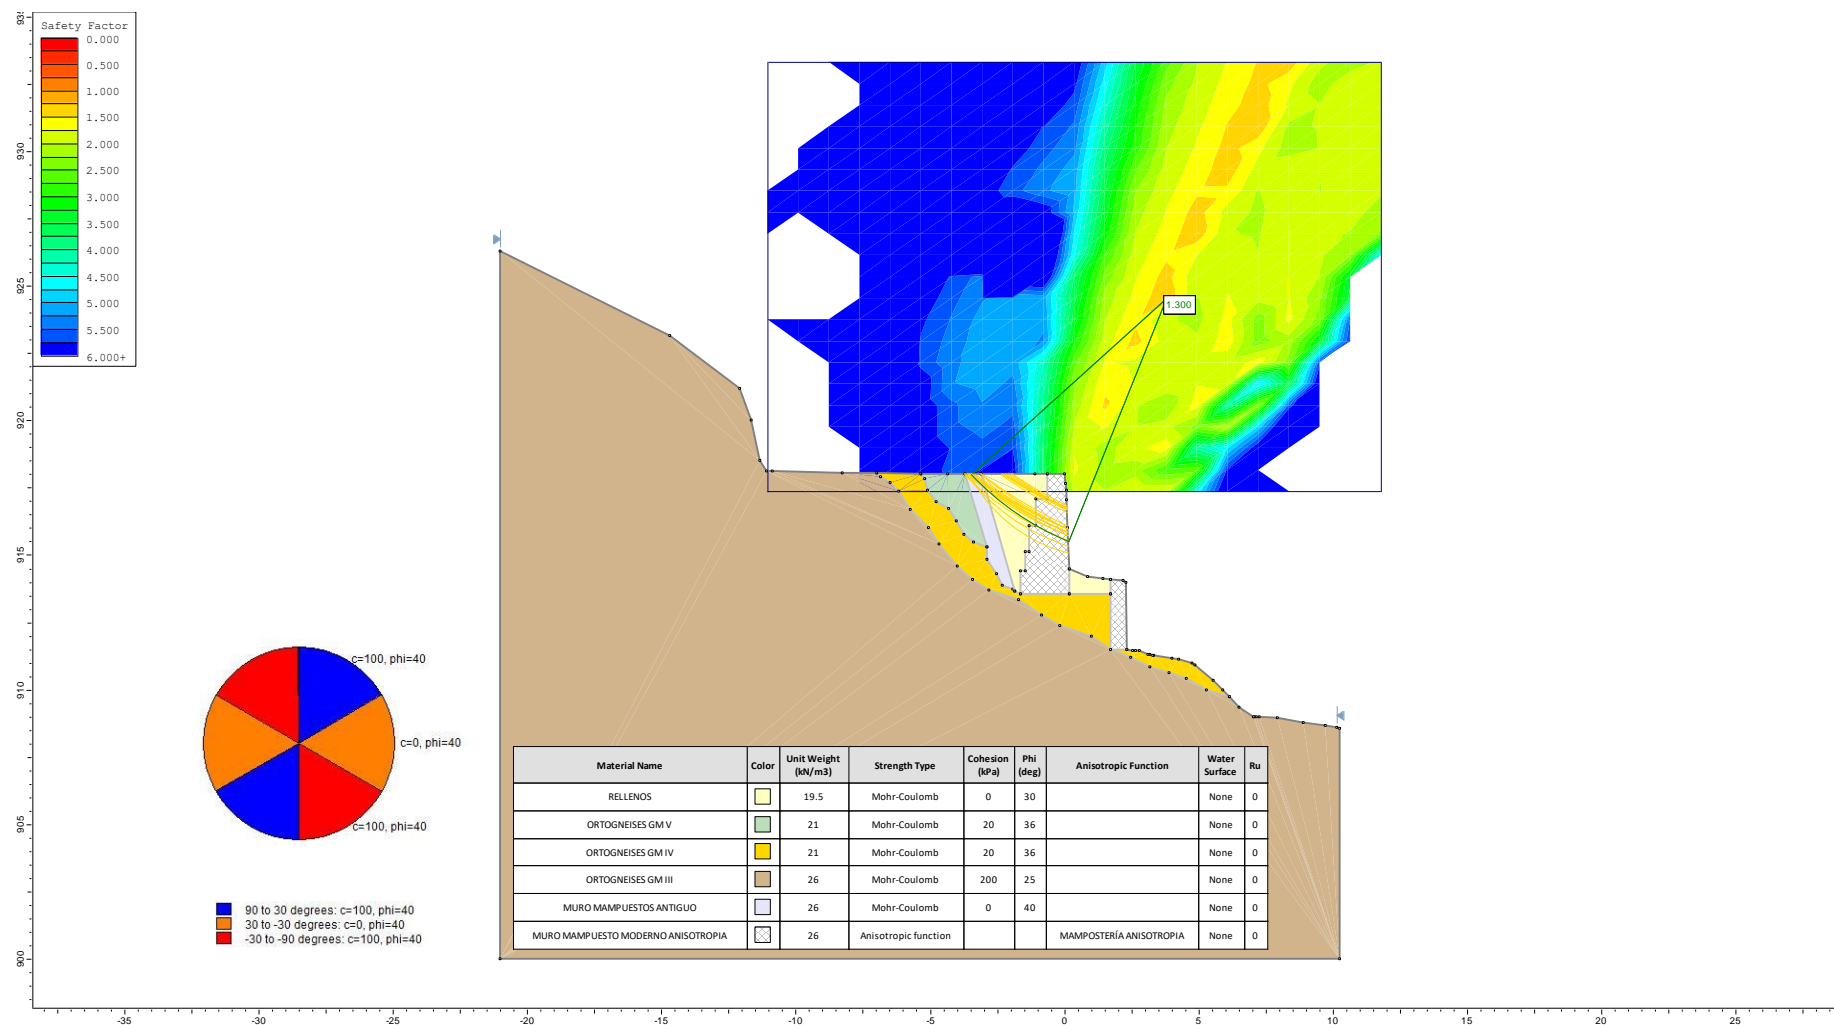 Safety Factor
0.000
0.500
1.000
1.500
2.000
2.500
3.000
3.500
4.000
4.500
5.000
5.500
6.000+
930
925
920
915
910
905
900
1.300
c=100, phi=40
c=0, phi=40
c=100, phi=40
90 to 30 degrees: c=100, phi=40
30 to -30 degrees: c=0, phi=40
-30 to -90 degrees: c=100, phi=40
Material Name Color Unit Weight (kN/m3) Strength Type Cohesion (kPa) Phi (deg) Anisotropic Function Water Surface Ru
RELLENOS 19.5 Mohr-Coulomb 0 30 None 0
ORTOGNEISES GM V 21 Mohr-Coulomb 20 36 None 0
ORTOGNEISES GM IV 21 Mohr-Coulomb 20 36 None 0
ORTOGNEISES GM III 26 Mohr-Coulomb 200 25 None 0
MURO MAMPUESTOS ANTIGUO 26 Mohr-Coulomb 0 40 None 0
MURO MAMPUESTO MODERNO ANISOTROPIA 26 Anisotropic function MAMPOSTERÍA ANISOTROPIA None 0
-35 -30 -25 -20 -15 -10 -5 0 5 10 15 20 25